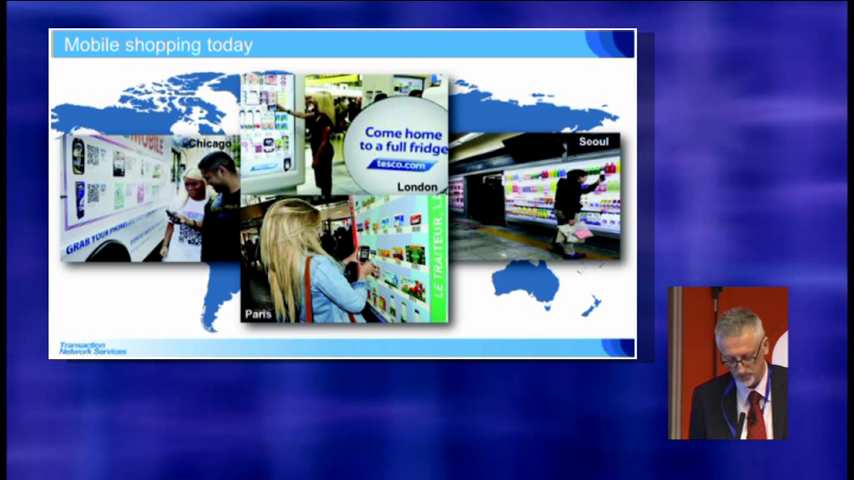 Mobile shopping today
Chicago
MOBILE
GRAB YOUR PHONE
Come home
to a full fridge
tesco.com
London
Seoul
Paris
LE TRAITEUR
Transaction
Network Services